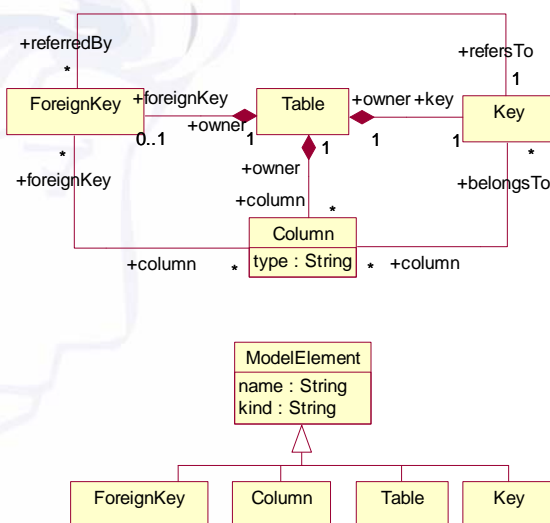 +referredBy
+refersTo
*
1
ForeignKey
+foreignKey
Table
+owner +key
Key
+owner
0..1
1
1
1
1
*
*
+foreignKey
+owner
+belongsTo
+column
*
Column
+column
*
type : String
*
+column
ModelElement
name : String
kind : String
ForeignKey
Column
Table
Key